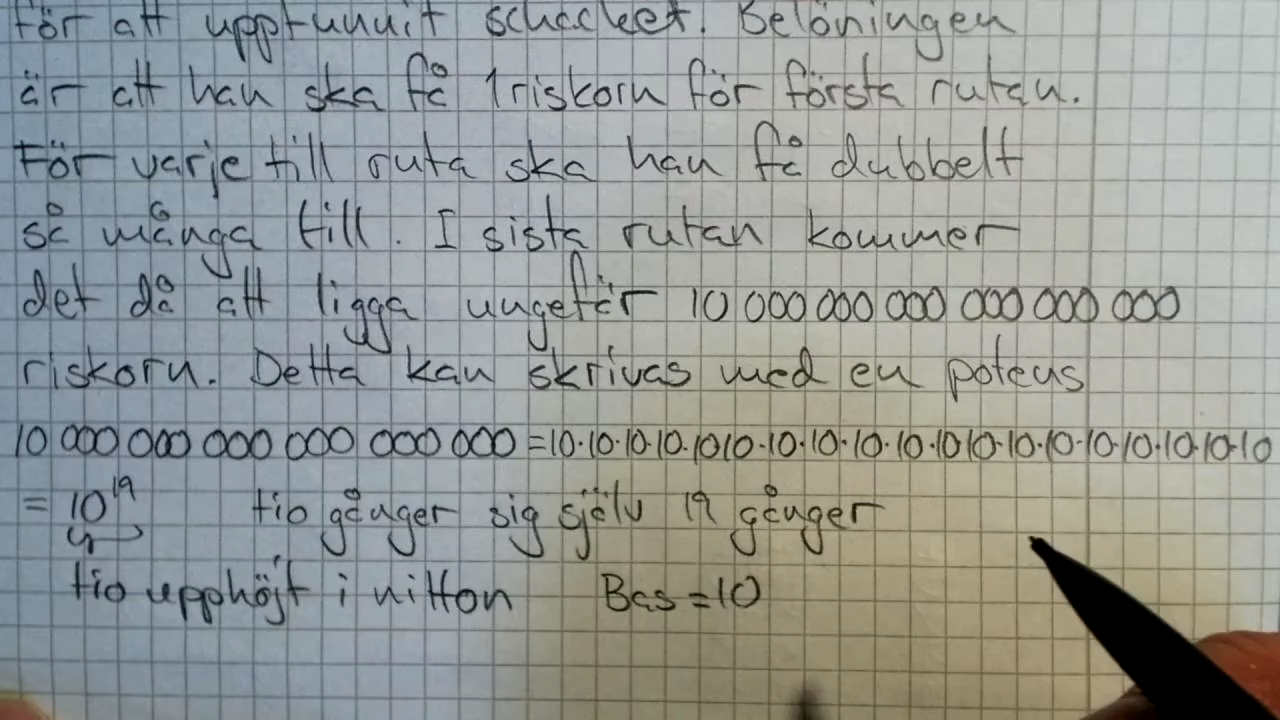 för att uppfunnit schacket. Belöningen
är att han ska få 1 riskorn för första rutan.
För varje till ruta ska han få dubbelt
så många till. I sista rutan kommer
det då att ligga ungefär 10 000 000 000 000 000 000
riskorn. Detta kan skrivas med en potens
10 000 000 000 000 000 000 = 10·10·10·10·10·10·10·10·10·10·10·10·10·10·10·10·10·10·10
= 10¹⁹ tio gånger sig själv 19 gånger
tio upphöjt i nitton Bas = 10